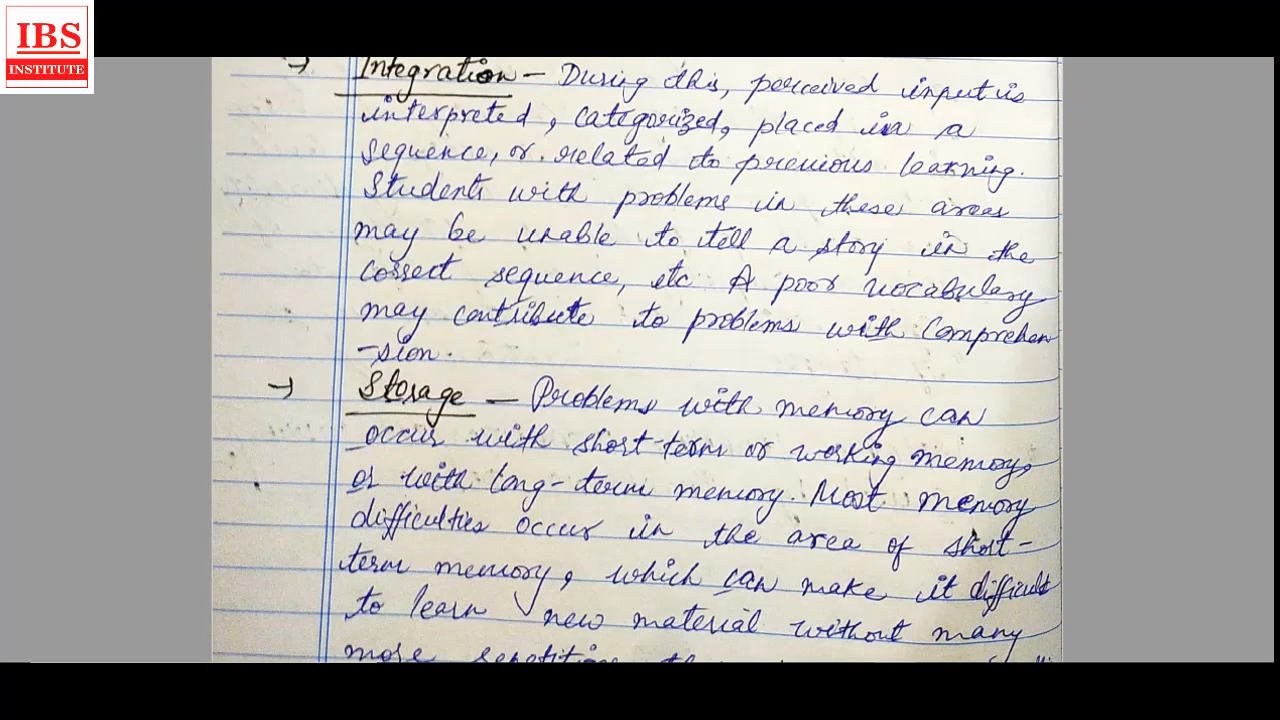 IBS
INSTITUTE
→ Integration - During this, perceived input is
interpreted, categorized, placed in a
sequence, or related to previous learning.
Students with problems in these areas
may be unable to tell a story in the
correct sequence, etc. A poor vocabulary
may contribute to problems with comprehen
-sion.
→ Storage - Problems with memory can
occur with short-term or working memory,
or with long-term memory. Most memory
difficulties occur in the area of short-
term memory, which can make it difficult
to learn new material without many
more